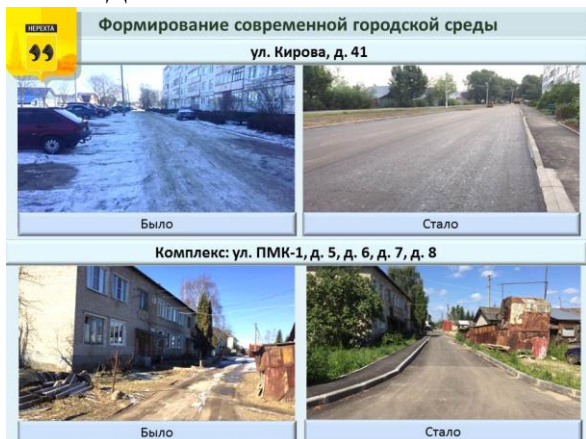 НЕРЕХТА
Формирование современной городской среды
ул. Кирова, д. 41
Было
Стало
Комплекс: ул. ПМК-1, д. 5, д. 6, д. 7, д. 8
Было
Стало